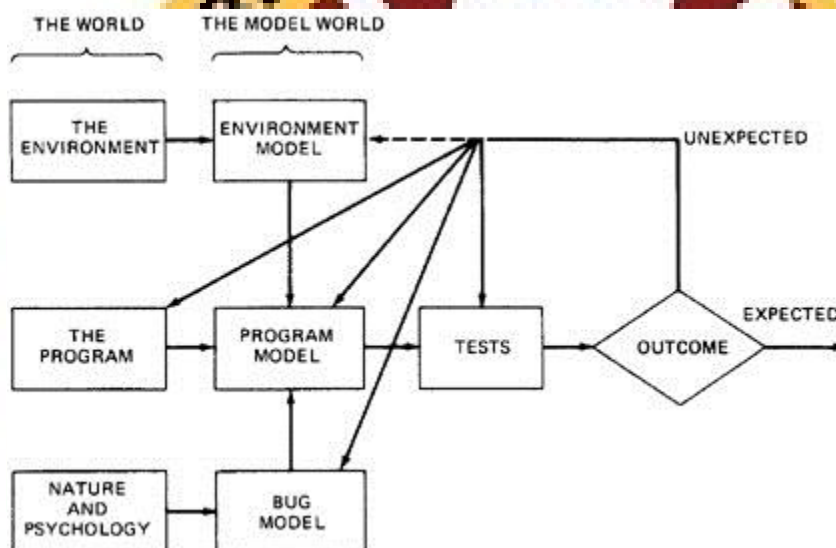 THE WORLD
THE MODEL WORLD
THE
ENVIRONMENT
ENVIRONMENT
MODEL
UNEXPECTED
THE
PROGRAM
PROGRAM
MODEL
TESTS
OUTCOME
EXPECTED
NATURE
AND
PSYCHOLOGY
BUG
MODEL